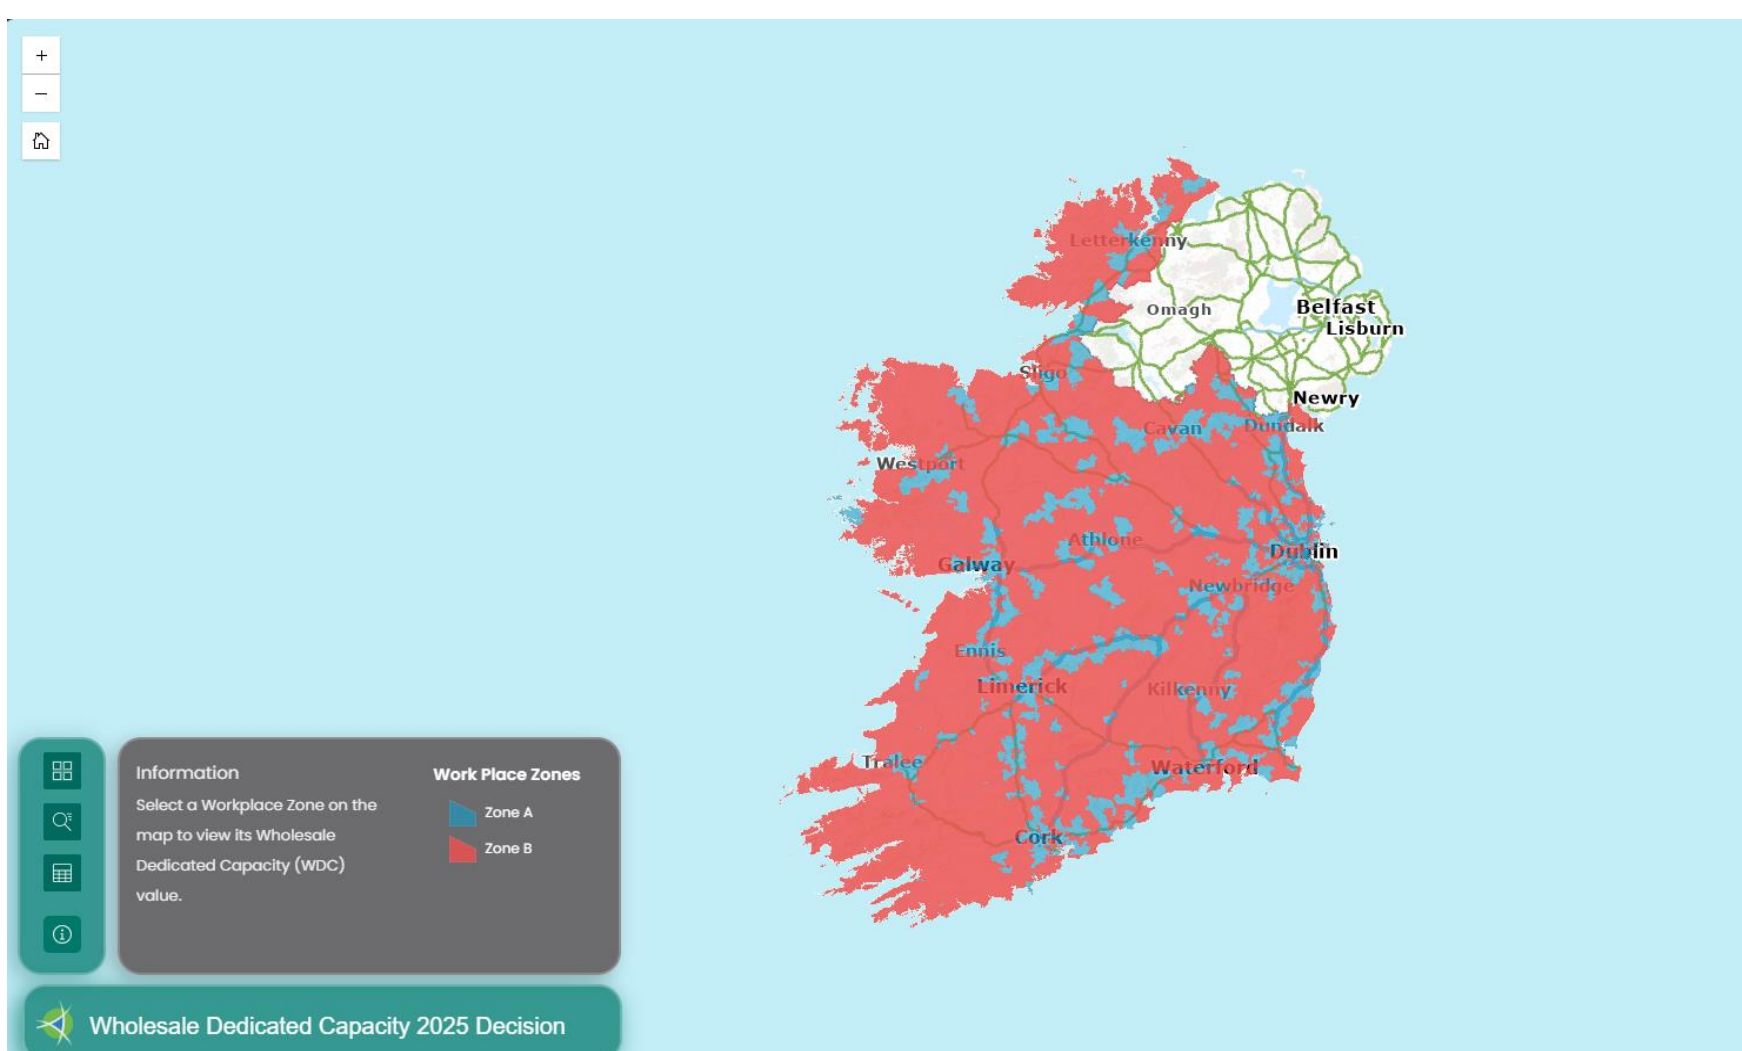 +
−
Letterkenny
Omagh
Belfast
Lisburn
Sligo
Newry
Cavan
Dundalk
Westport
Athlone
Dublin
Galway
Newbridge
Ennis
Limerick
Kilkenny
Tralee
Waterford
Cork
Information
Select a Workplace Zone on the
map to view its Wholesale
Dedicated Capacity (WDC)
value.
Work Place Zones
Zone A
Zone B
Wholesale Dedicated Capacity 2025 Decision